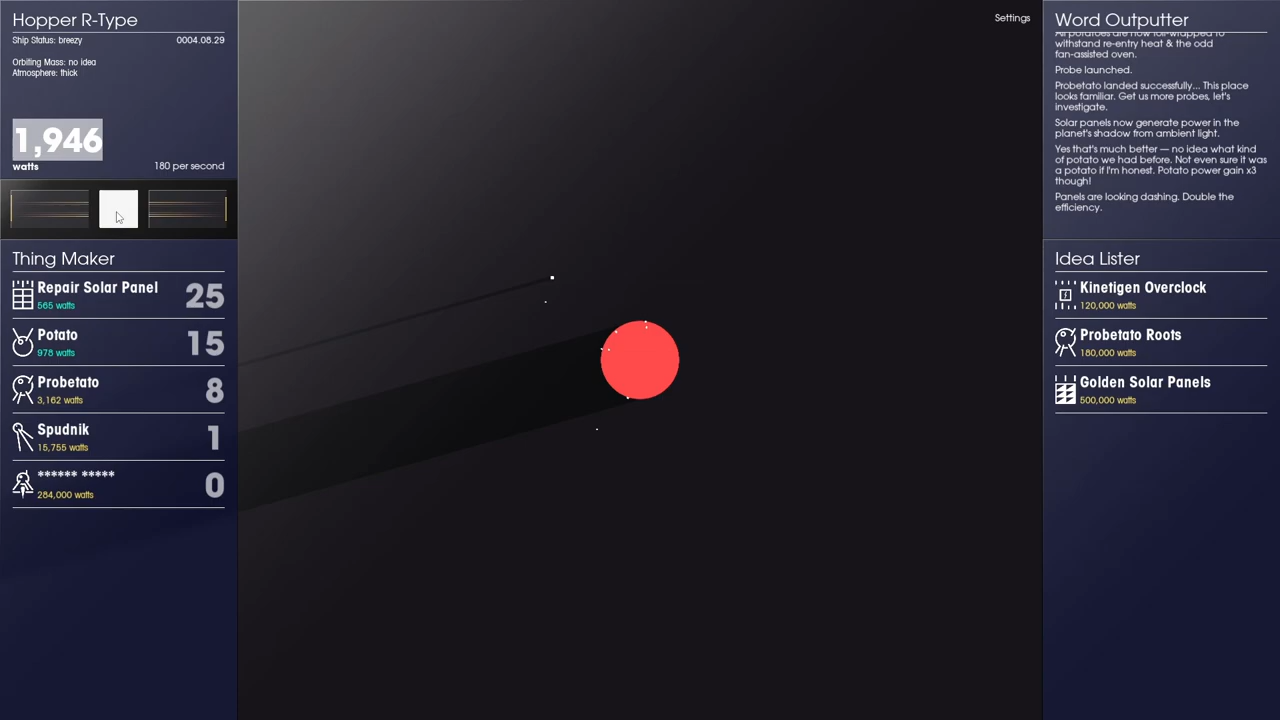 Hopper R-Type
Ship Status: breezy
0004.08.29
Orbiting Mass: no idea
Atmosphere: thick
1,946
watts
180 per second
Thing Maker
Repair Solar Panel
565 watts
25
Potato
978 watts
15
Probetato
3,162 watts
8
Spudnik
15,755 watts
1
****** *****
284,000 watts
0
Settings
Word Outputter
All potatoes are now foil-wrapped to
withstand re-entry heat & the odd
fan-assisted oven.
Probe launched.
Probetato landed successfully... This place
looks familiar. Get us more probes, let's
investigate.
Solar panels now generate power in the
planet's shadow from ambient light.
Yes that's much better — no idea what kind
of potato we had before. Not even sure it was
a potato if I'm honest. Potato power gain x3
though!
Panels are looking dashing. Double the
efficiency.
Idea Lister
Kinetigen Overclock
120,000 watts
Probetato Roots
180,000 watts
Golden Solar Panels
500,000 watts